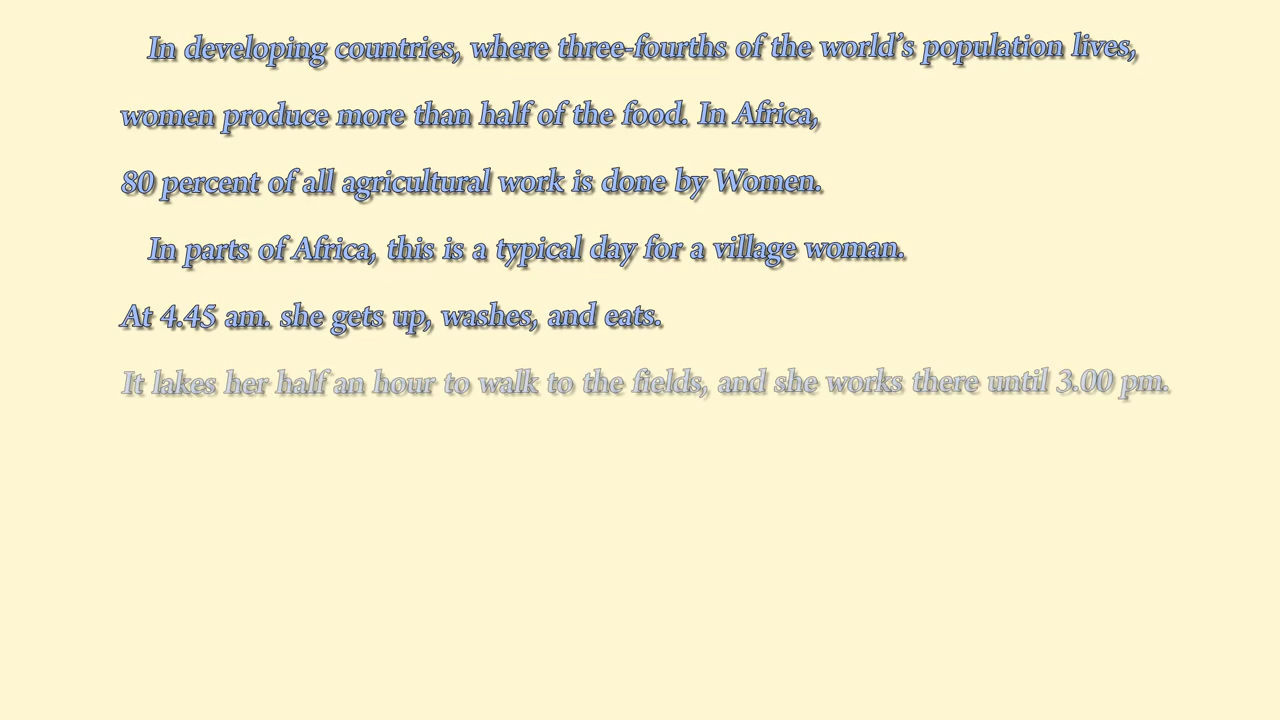 In developing countries, where three-fourths of the world’s population lives,
women produce more than half of the food. In Africa,
80 percent of all agricultural work is done by Women.
In parts of Africa, this is a typical day for a village woman.
At 4.45 am. she gets up, washes, and eats.
It lakes her half an hour to walk to the fields, and she works there until 3.00 pm.